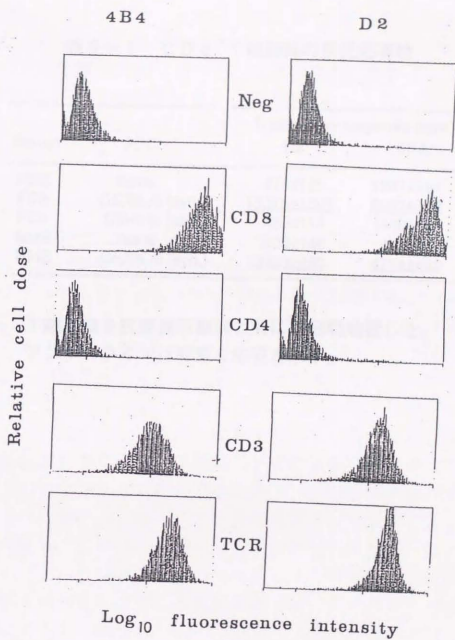 4B4 D2
Neg
CD8
CD4
CD3
TCR
Relative cell dose
Log10 fluorescence intensity